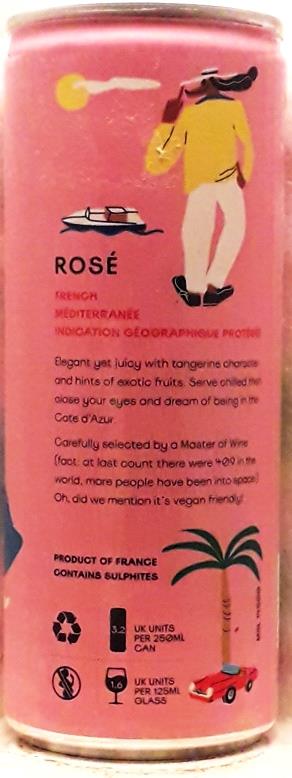 ROSÉ
FRENCH
MÉDITERRANÉE
INDICATION GÉOGRAPHIQUE PROTÉGÉE
Elegant yet juicy with tangerine character
and hints of exotic fruits. Serve chilled then
close your eyes and dream of being in the
Cote d'Azur.
Carefully selected by a Master of Wine
(fact: at last count there were 409 in the
world, more people have been into space)
Oh, did we mention it's vegan friendly!
PRODUCT OF FRANCE
CONTAINS SULPHITES
3.2 UK UNITS
PER 250ML
CAN
1.6 UK UNITS
PER 125ML
GLASS